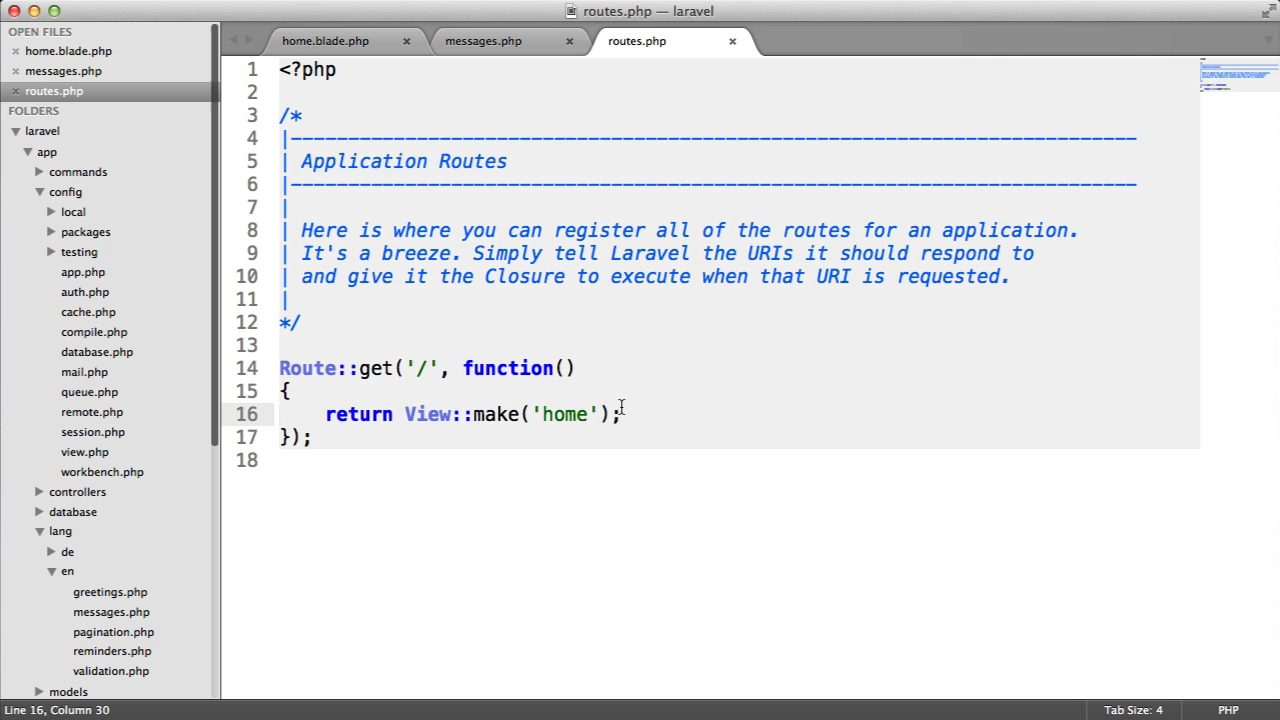 routes.php — laravel
OPEN FILES
home.blade.php
messages.php
routes.php
FOLDERS
laravel
app
commands
config
local
packages
testing
app.php
auth.php
cache.php
compile.php
database.php
mail.php
queue.php
remote.php
session.php
view.php
workbench.php
controllers
database
lang
de
en
greetings.php
messages.php
pagination.php
reminders.php
validation.php
models
home.blade.php
messages.php
routes.php
1 <?php
2
3 /*
4 |--------------------------------------------------------------------------
5 | Application Routes
6 |--------------------------------------------------------------------------
7 |
8 | Here is where you can register all of the routes for an application.
9 | It's a breeze. Simply tell Laravel the URIs it should respond to
10 | and give it the Closure to execute when that URI is requested.
11 |
12 */
13
14 Route::get('/', function()
15 {
16     return View::make('home');
17 });
18
Line 16, Column 30
Tab Size: 4
PHP